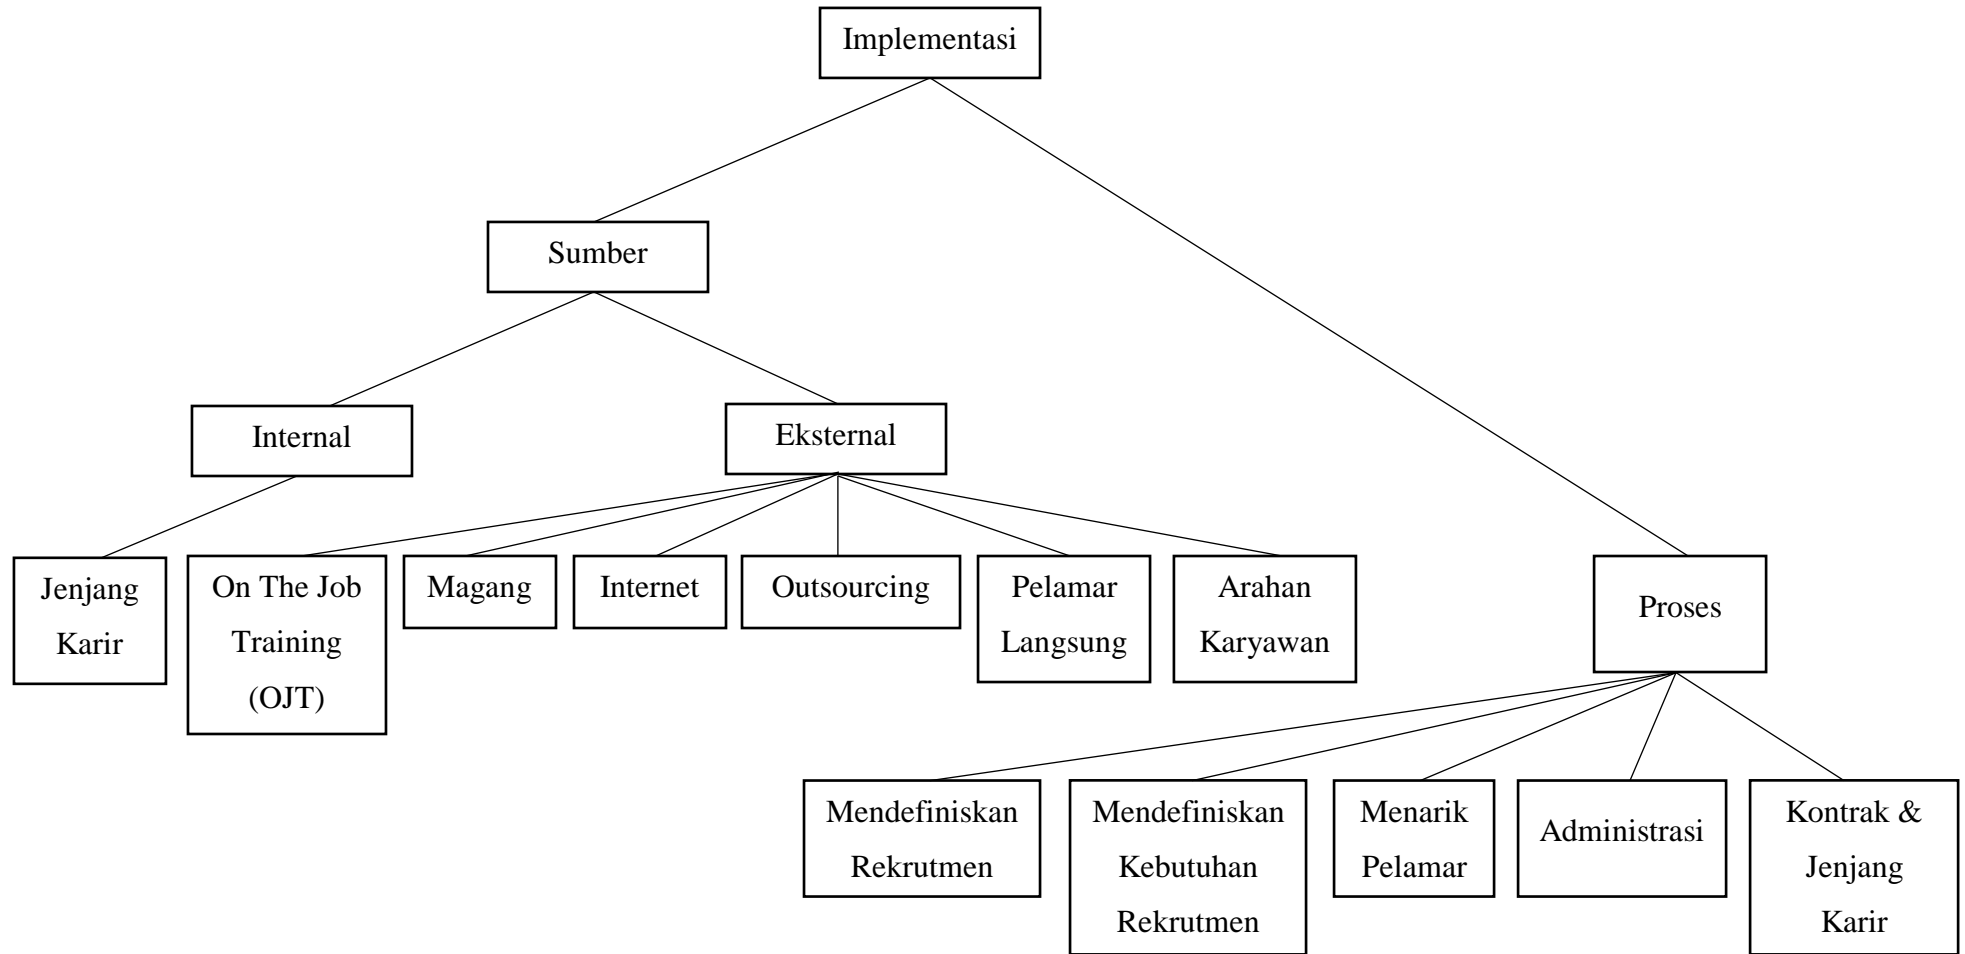 Implementasi
Sumber
Internal
Eksternal
Jenjang
Karir
On The Job
Training
(OJT)
Magang
Internet
Outsourcing
Pelamar
Langsung
Arahan
Karyawan
Proses
Mendefiniskan
Rekrutmen
Mendefiniskan
Kebutuhan
Rekrutmen
Menarik
Pelamar
Administrasi
Kontrak &
Jenjang
Karir